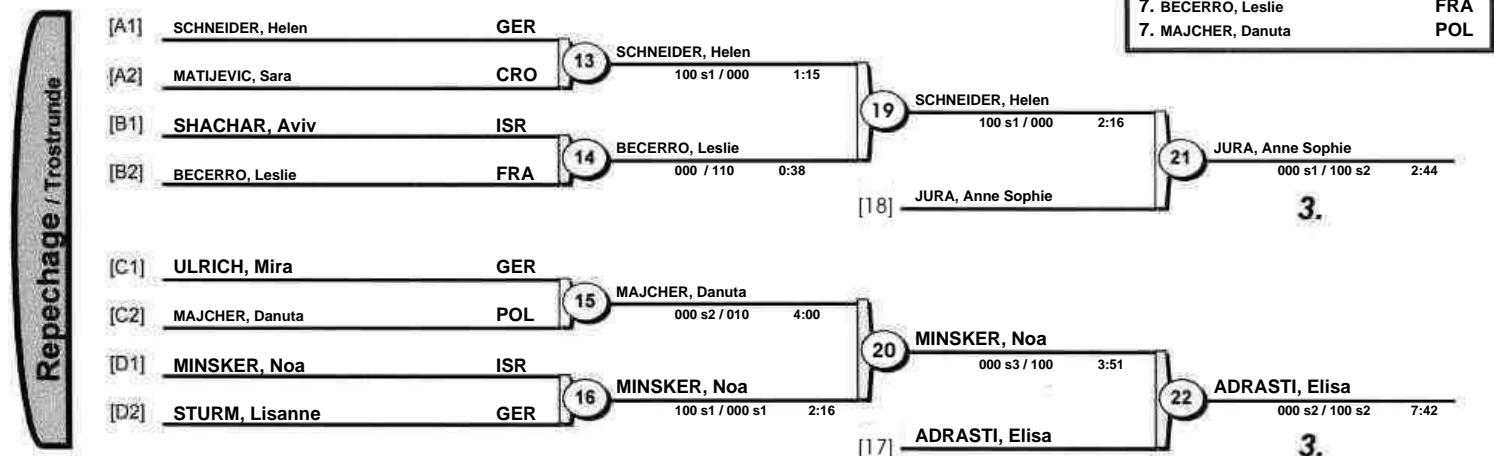 7. BECERRO, Leslie FRA
7. MAJCHER, Danuta POL
Repechage / Trostrunde
[A1] SCHNEIDER, Helen GER
[A2] MATIJEVIC, Sara CRO
13 SCHNEIDER, Helen
100 s1 / 000 1:15
[B1] SHACHAR, Aviv ISR
[B2] BECERRO, Leslie FRA
14 BECERRO, Leslie
000 / 110 0:38
19 SCHNEIDER, Helen
100 s1 / 000 2:16
[18] JURA, Anne Sophie
21 JURA, Anne Sophie
000 s1 / 100 s2 2:44
3.
[C1] ULRICH, Mira GER
[C2] MAJCHER, Danuta POL
15 MAJCHER, Danuta
000 s2 / 010 4:00
[D1] MINSKER, Noa ISR
[D2] STURM, Lisanne GER
16 MINSKER, Noa
100 s1 / 000 s1 2:16
20 MINSKER, Noa
000 s3 / 100 3:51
[17] ADRASTI, Elisa
22 ADRASTI, Elisa
000 s2 / 100 s2 7:42
3.